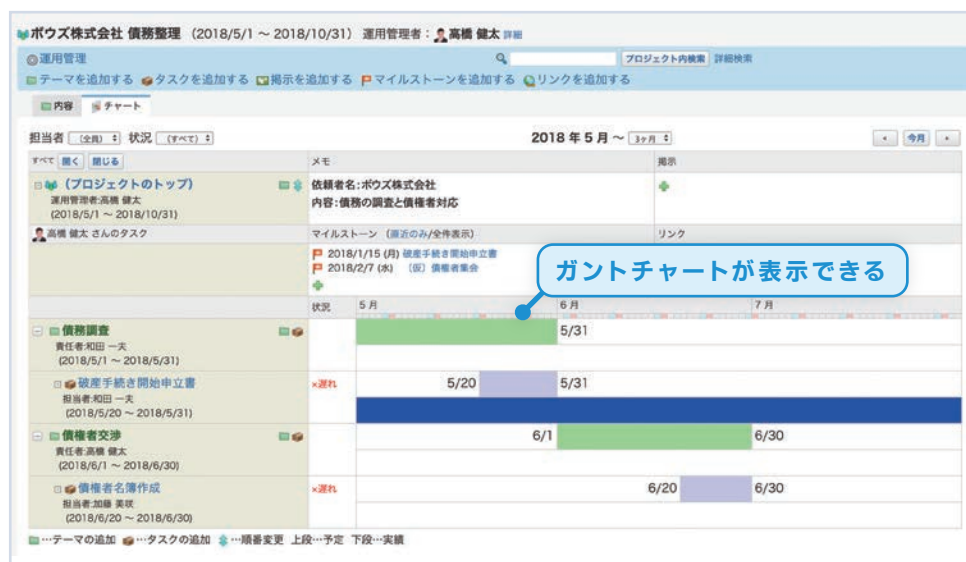 ボウズ株式会社 債務整理 (2018/5/1 ～ 2018/10/31) 運用管理者：高橋 健太 詳細
運用管理 プロジェクト内検索 詳細検索
テーマを追加する タスクを追加する 掲示を追加する マイルストーンを追加する リンクを追加する
内容 チャート
担当者 (全員) 状況 (すべて) 2018 年 5 月 ～ 3ヶ月 今月
すべて 開く 閉じる メモ 掲示
(プロジェクトのトップ) 依頼者名:ボウズ株式会社
運用管理者:高橋 健太 内容:債務の調査と債権者対応
(2018/5/1 ～ 2018/10/31)
高橋 健太 さんのタスク マイルストーン (直近のみ/全件表示) リンク
2018/1/15 (月) 破産手続き開始申立書
2018/2/7 (水) (仮) 債権者集会
ガントチャートが表示できる
状況 5月 6月 7月
債務調査 5/31
責任者:和田 一夫
(2018/5/1 ～ 2018/5/31)
破産手続き開始申立書 ×遅れ 5/20 5/31
担当者:和田 一夫
(2018/5/20 ～ 2018/5/31)
債権者交渉 6/1 6/30
責任者:高橋 健太
(2018/6/1 ～ 2018/6/30)
債権者名簿作成 ×遅れ 6/20 6/30
担当者:加藤 美咲
(2018/6/20 ～ 2018/6/30)
…テーマの追加 …タスクの追加 …順番変更 上段…予定 下段…実績